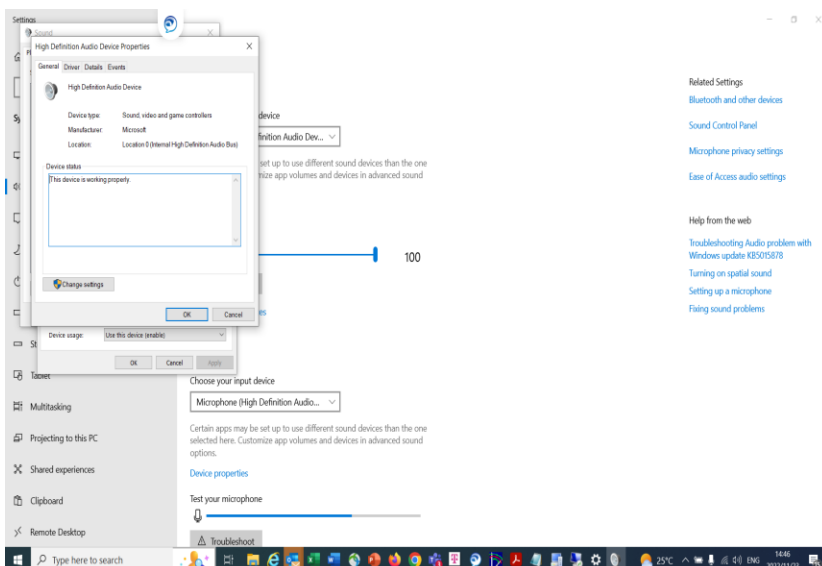 Settings
Sound
High Definition Audio Device Properties
General Driver Details Events
High Definition Audio Device
Device type: Sound, video and game controllers
Manufacturer: Microsoft
Location: Location 0 (Internal High Definition Audio Bus)
Device status
This device is working properly.
Change settings
OK Cancel
Device usage: Use this device (enable)
OK Cancel Apply
device
finition Audio Dev...
set up to use different sound devices than the one
mize app volumes and devices in advanced sound
100
Tablet
Multitasking
Projecting to this PC
Shared experiences
Clipboard
Remote Desktop
Choose your input device
Microphone (High Definition Audio...
Certain apps may be set up to use different sound devices than the one
selected here. Customize app volumes and devices in advanced sound
options.
Device properties
Test your microphone
Troubleshoot
Related Settings
Bluetooth and other devices
Sound Control Panel
Microphone privacy settings
Ease of Access audio settings
Help from the web
Troubleshooting Audio problem with
Windows update KB5015878
Turning on spatial sound
Setting up a microphone
Fixing sound problems
Type here to search
25°C
ENG
14:46